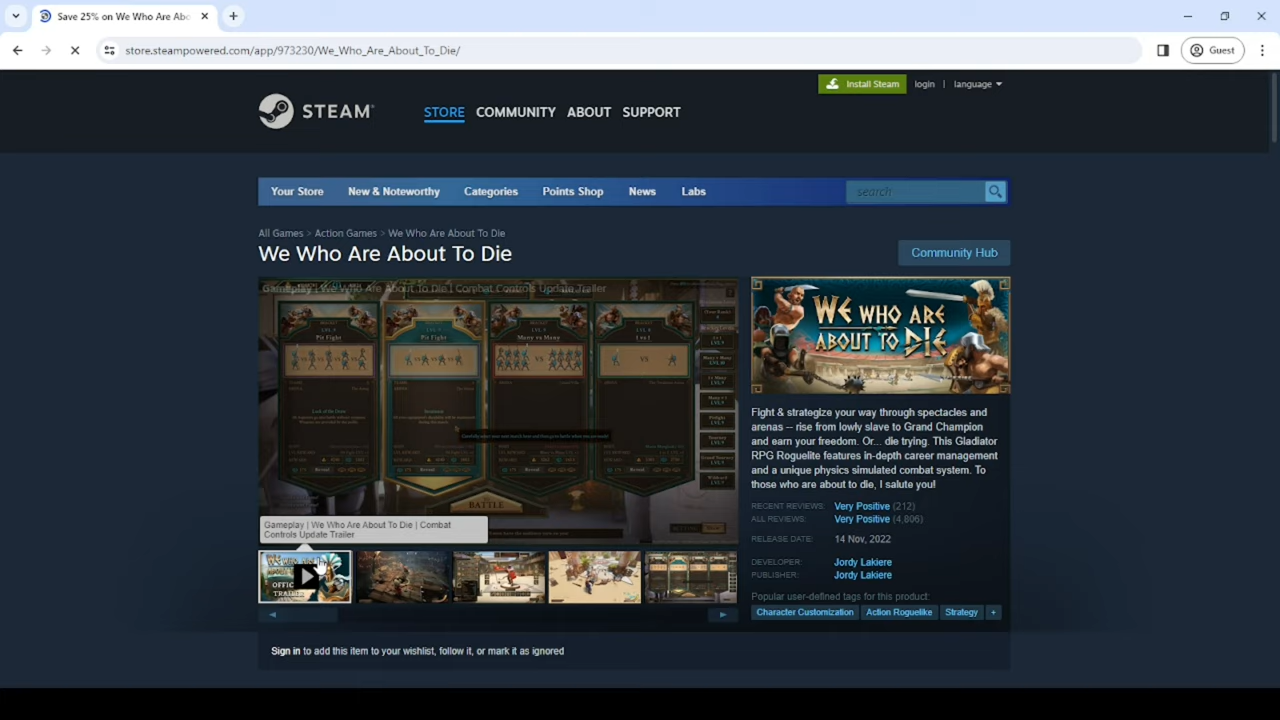 Save 25% on We Who Are Abo
store.steampowered.com/app/973230/We_Who_Are_About_To_Die/
Guest
Install Steam
login | language
STEAM
STORE COMMUNITY ABOUT SUPPORT
Your Store New & Noteworthy Categories Points Shop News Labs
search
All Games > Action Games > We Who Are About To Die
We Who Are About To Die
Community Hub
Gameplay | We Who Are About To Die | Combat Controls Update Trailer
Pit Fight
Pit Fight
Many vs Many
1 vs 1
BATTLE
WE WHO ARE
ABOUT TO DIE
Fight & strategize your way through spectacles and
arenas -- rise from lowly slave to Grand Champion
and earn your freedom. Or... die trying. This Gladiator
RPG Roguelite features in-depth career management
and a unique physics simulated combat system. To
those who are about to die, I salute you!
RECENT REVIEWS: Very Positive (212)
ALL REVIEWS: Very Positive (4,806)
RELEASE DATE: 14 Nov, 2022
DEVELOPER: Jordy Lakiere
PUBLISHER: Jordy Lakiere
Popular user-defined tags for this product:
Character Customization Action Roguelike Strategy +
Gameplay | We Who Are About To Die | Combat
Controls Update Trailer
Sign in to add this item to your wishlist, follow it, or mark it as ignored